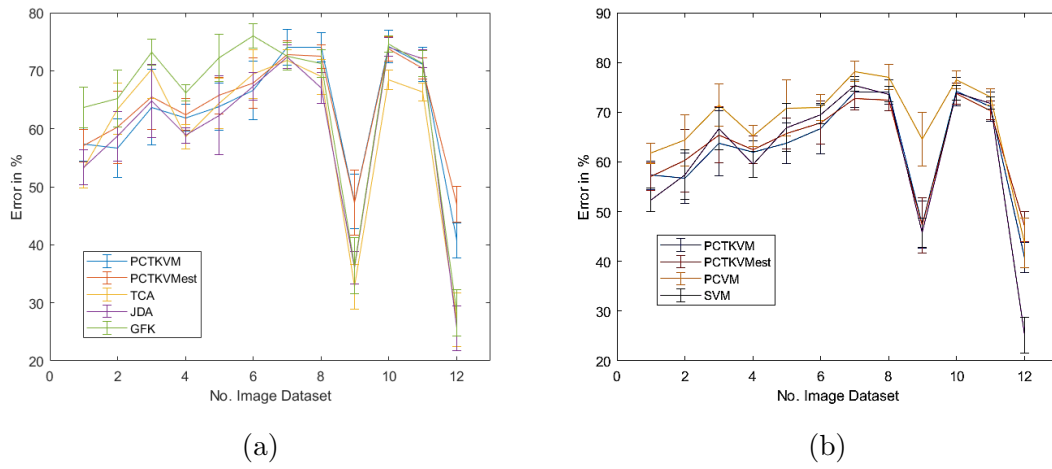 80
70
60
50
40
30
20
Error in %
PCTKVM
PCTKVMest
TCA
JDA
GFK
0
2
4
6
8
10
12
No. Image Dataset
(a)
90
80
70
60
50
40
30
20
Error in %
PCTKVM
PCTKVMest
PCVM
SVM
0
2
4
6
8
10
12
No. Image Dataset
(b)